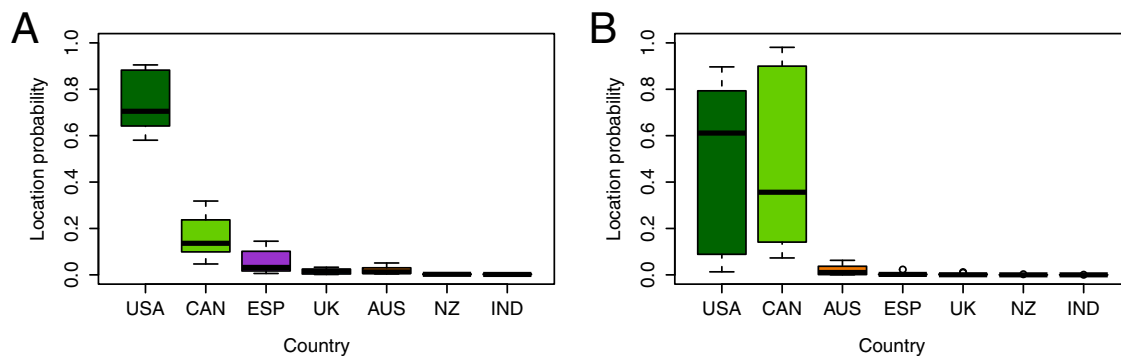 A
Location probability
1.0
0.8
0.6
0.4
0.2
0.0
USA CAN ESP UK AUS NZ IND
Country
B
Location probability
1.0
0.8
0.6
0.4
0.2
0.0
USA CAN AUS ESP UK NZ IND
Country